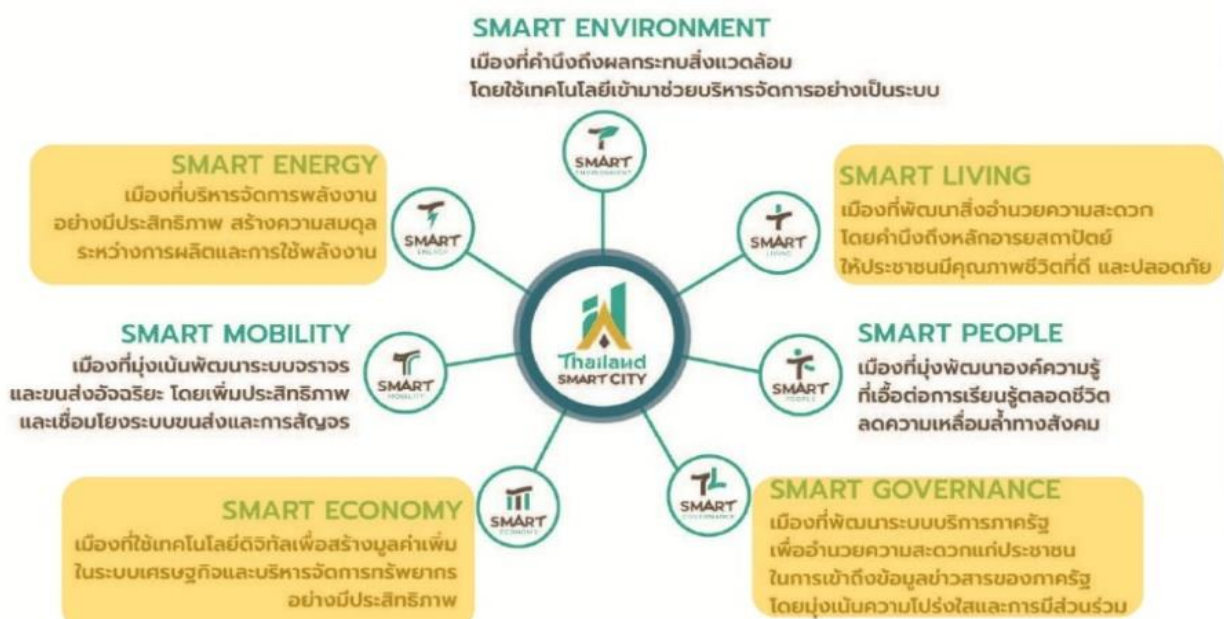 SMART ENVIRONMENT
เมืองที่คำนึงถึงผลกระทบสิ่งแวดล้อม
โดยใช้เทคโนโลยีเข้ามาช่วยบริหารจัดการอย่างเป็นระบบ
SMART
ENVIRONMENT
SMART ENERGY
เมืองที่บริหารจัดการพลังงาน
อย่างมีประสิทธิภาพ สร้างความสมดุล
ระหว่างการผลิตและการใช้พลังงาน
SMART
ENERGY
SMART LIVING
เมืองที่พัฒนาสิ่งอำนวยความสะดวก
โดยคำนึงถึงหลักอารยสถาปัตย์
ให้ประชาชนมีคุณภาพชีวิตที่ดี และปลอดภัย
SMART
LIVING
SMART MOBILITY
เมืองที่มุ่งเน้นพัฒนาระบบจราจร
และขนส่งอัจฉริยะ โดยเพิ่มประสิทธิภาพ
และเชื่อมโยงระบบขนส่งและการสัญจร
SMART
MOBILITY
Thailand
SMART CITY
SMART PEOPLE
เมืองที่มุ่งพัฒนาองค์ความรู้
ที่เอื้อต่อการเรียนรู้ตลอดชีวิต
ลดความเหลื่อมล้ำทางสังคม
SMART
PEOPLE
SMART ECONOMY
เมืองที่ใช้เทคโนโลยีดิจิทัลเพื่อสร้างมูลค่าเพิ่ม
ในระบบเศรษฐกิจและบริหารจัดการทรัพยากร
อย่างมีประสิทธิภาพ
SMART
ECONOMY
SMART GOVERNANCE
เมืองที่พัฒนาระบบบริการภาครัฐ
เพื่ออำนวยความสะดวกแก่ประชาชน
ในการเข้าถึงข้อมูลข่าวสารของภาครัฐ
โดยมุ่งเน้นความโปร่งใสและการมีส่วนร่วม
SMART
GOVERNANCE